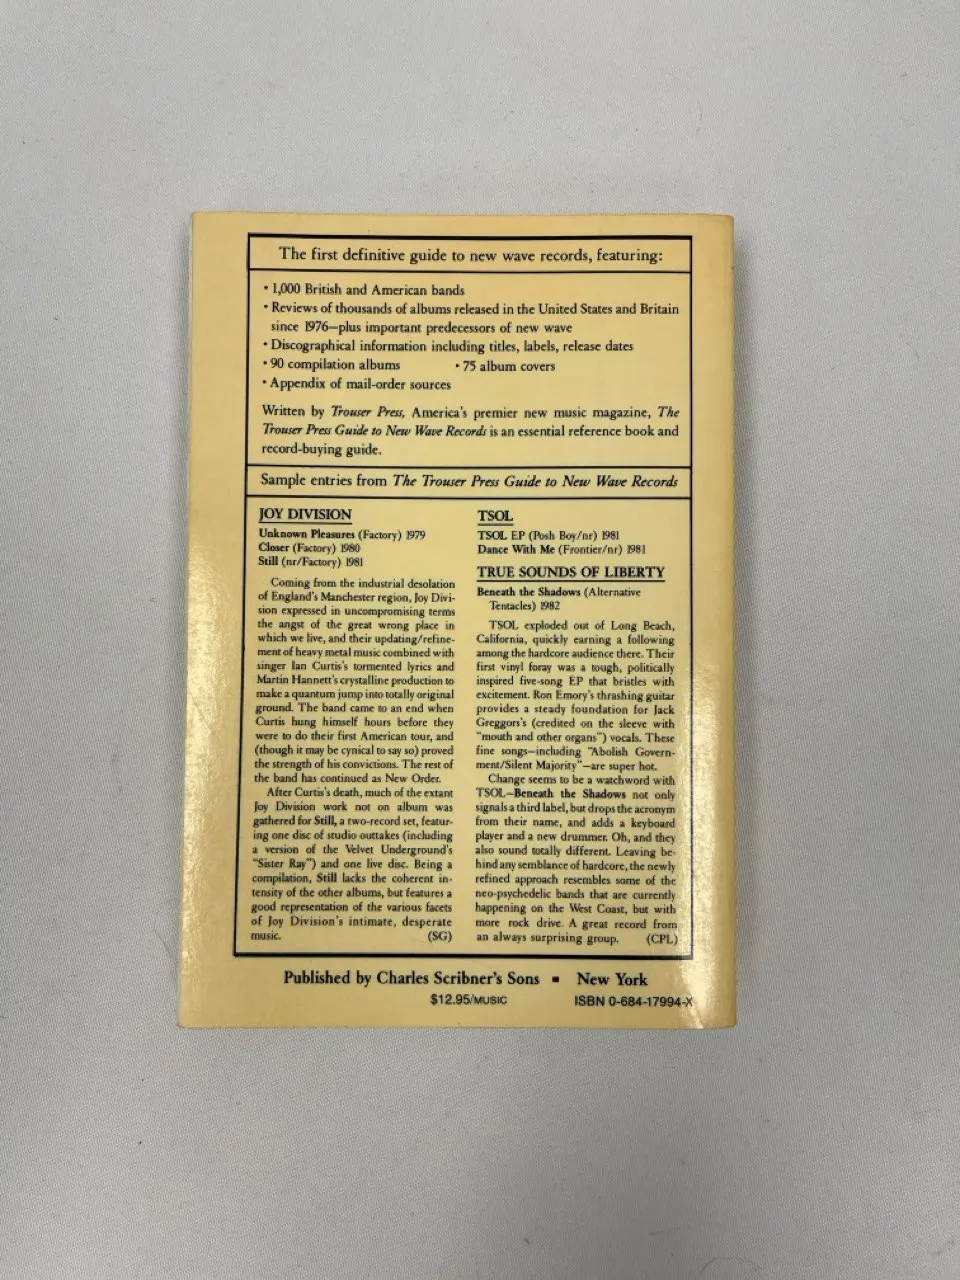 The first definitive guide to new wave records, featuring:
• 1,000 British and American bands
• Reviews of thousands of albums released in the United States and Britain
since 1976—plus important predecessors of new wave
• Discographical information including titles, labels, release dates
• 90 compilation albums • 75 album covers
• Appendix of mail-order sources
Written by Trouser Press, America's premier new music magazine, The
Trouser Press Guide to New Wave Records is an essential reference book and
record-buying guide.
Sample entries from The Trouser Press Guide to New Wave Records
JOY DIVISION
Unknown Pleasures (Factory) 1979
Closer (Factory) 1980
Still (nr/Factory) 1981
Coming from the industrial desolation
of England's Manchester region, Joy Divi-
sion expressed in uncompromising terms
the angst of the great wrong place in
which we live, and their updating/refine-
ment of heavy metal music combined with
singer Ian Curtis's tormented lyrics and
Martin Hannett's crystalline production to
make a quantum jump into totally original
ground. The band came to an end when
Curtis hung himself hours before they
were to do their first American tour, and
(though it may be cynical to say so) proved
the strength of his convictions. The rest of
the band has continued as New Order.
After Curtis's death, much of the extant
Joy Division work not on album was
gathered for Still, a two-record set, featur-
ing one disc of studio outtakes (including
a version of the Velvet Underground's
"Sister Ray") and one live disc. Being a
compilation, Still lacks the coherent in-
tensity of the other albums, but features a
good representation of the various facets
of Joy Division's intimate, desperate
music. (SG)
TSOL
TSOL EP (Posh Boy/nr) 1981
Dance With Me (Frontier/nr) 1981
TRUE SOUNDS OF LIBERTY
Beneath the Shadows (Alternative
Tentacles) 1982
TSOL exploded out of Long Beach,
California, quickly earning a following
among the hardcore audience there. Their
first vinyl foray was a tough, politically
inspired five-song EP that bristles with
excitement. Ron Emory's thrashing guitar
provides a steady foundation for Jack
Greggors's (credited on the sleeve with
"mouth and other organs") vocals. These
fine songs—including "Abolish Govern-
ment/Silent Majority"—are super hot.
Change seems to be a watchword with
TSOL—Beneath the Shadows not only
signals a third label, but drops the acronym
from their name, and adds a keyboard
player and a new drummer. Oh, and they
also sound totally different. Leaving be-
hind any semblance of hardcore, the newly
refined approach resembles some of the
neo-psychedelic bands that are currently
happening on the West Coast, but with
more rock drive. A great record from
an always surprising group. (CPL)
Published by Charles Scribner's Sons ▪ New York
$12.95/MUSIC ISBN 0-684-17994-X